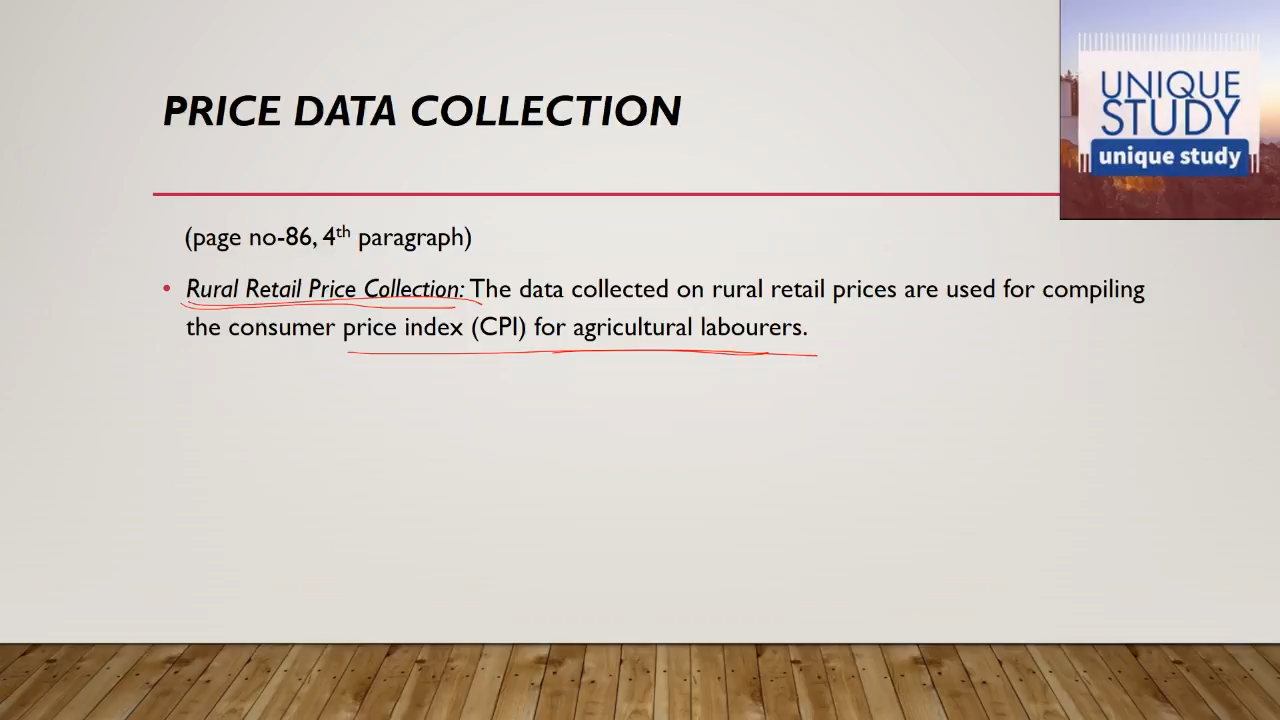 PRICE DATA COLLECTION
UNIQUE
STUDY
unique study
(page no-86, 4th paragraph)
• Rural Retail Price Collection: The data collected on rural retail prices are used for compiling
the consumer price index (CPI) for agricultural labourers.